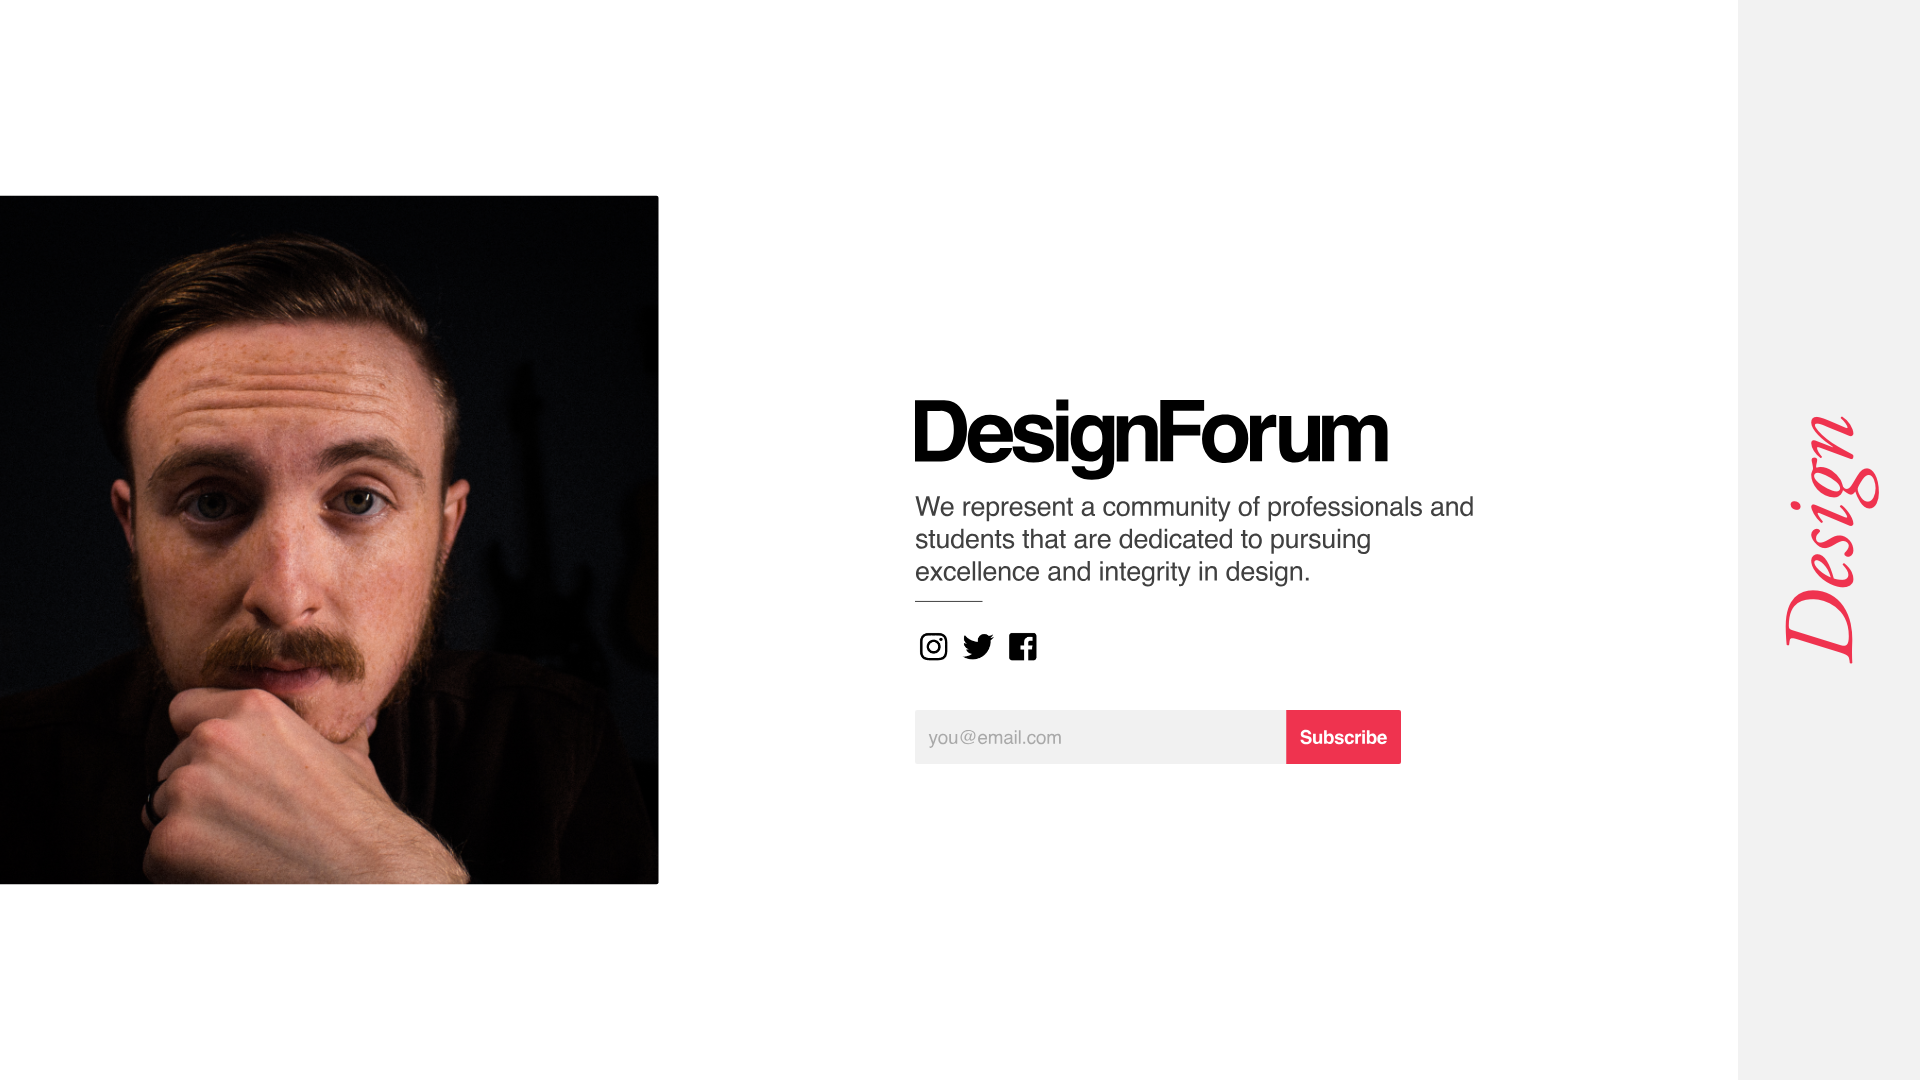 DesignForum
We represent a community of professionals and
students that are dedicated to pursuing
excellence and integrity in design.
you@email.com
Subscribe
Design